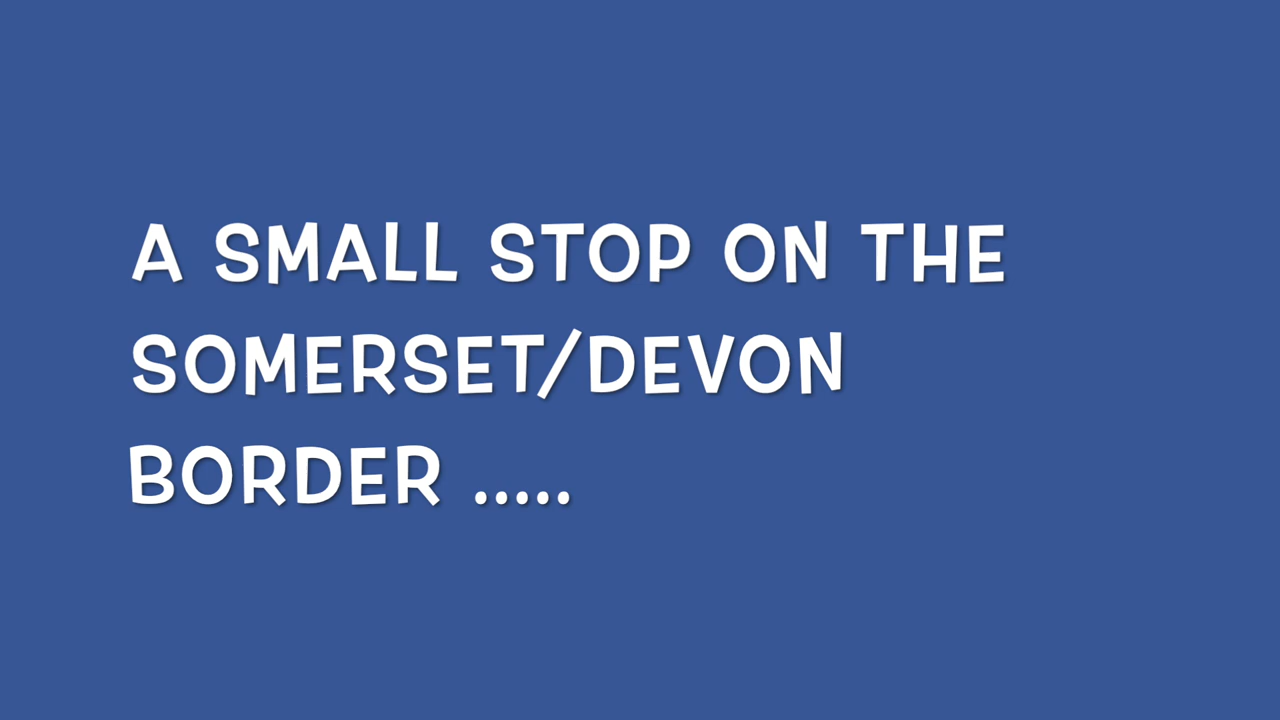 A SMALL STOP ON THE
SOMERSET/DEVON
BORDER .....